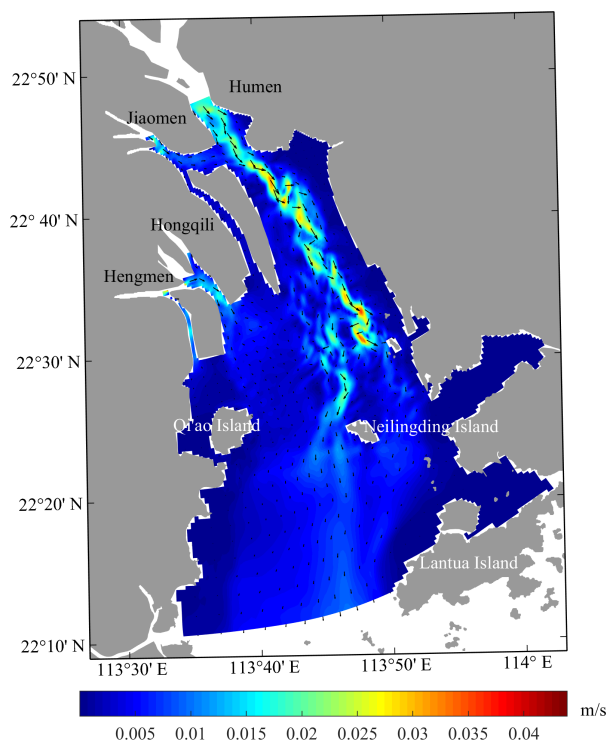 22°50' N
Humen
Jiaomen
22° 40' N
Hongqili
Hengmen
22°30' N
Qi'ao Island
Neilingding Island
22°20' N
Lantua Island
22°10' N
113°30' E
113°40' E
113°50' E
114° E
m/s
0.005
0.01
0.015
0.02
0.025
0.03
0.035
0.04